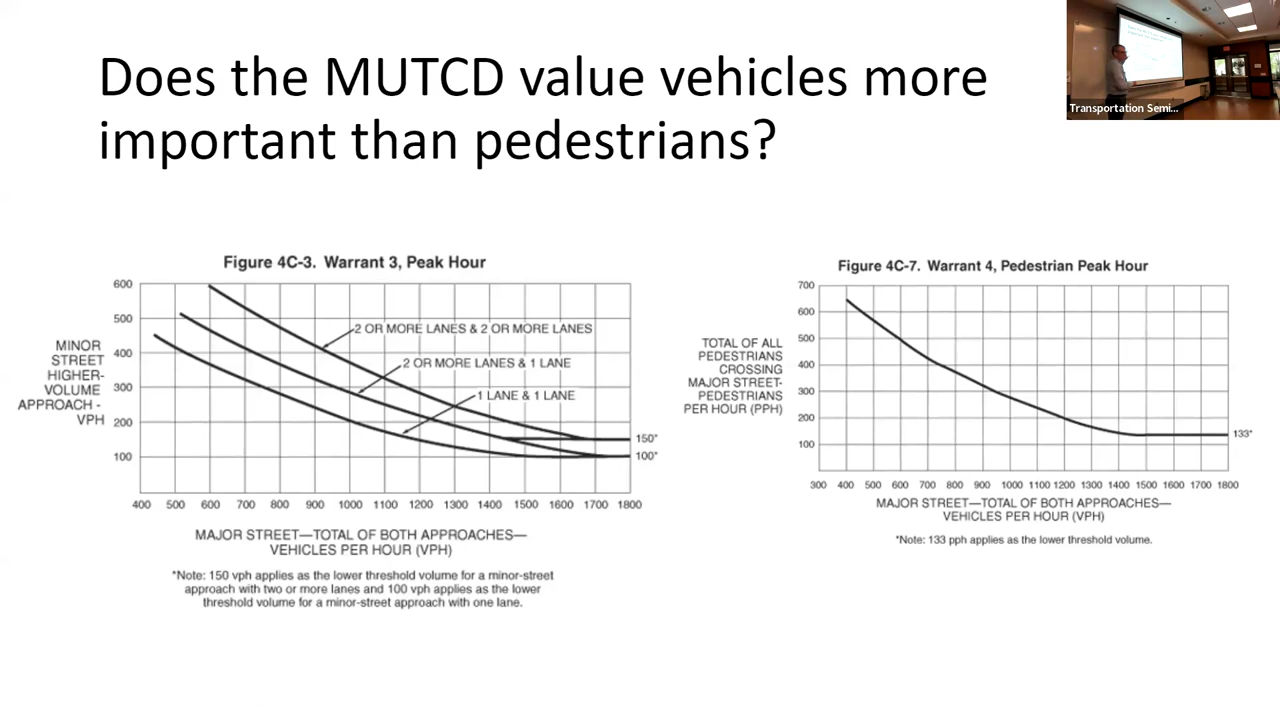 Does the MUTCD value vehicles more
important than pedestrians?
Transportation Semi...
Figure 4C-3. Warrant 3, Peak Hour
600
500
400
300
200
100
MINOR
STREET
HIGHER-
VOLUME
APPROACH -
VPH
2 OR MORE LANES & 2 OR MORE LANES
2 OR MORE LANES & 1 LANE
1 LANE & 1 LANE
150*
100*
400 500 600 700 800 900 1000 1100 1200 1300 1400 1500 1600 1700 1800
MAJOR STREET—TOTAL OF BOTH APPROACHES—
VEHICLES PER HOUR (VPH)
*Note: 150 vph applies as the lower threshold volume for a minor-street
approach with two or more lanes and 100 vph applies as the lower
threshold volume for a minor-street approach with one lane.
Figure 4C-7. Warrant 4, Pedestrian Peak Hour
700
600
500
400
300
200
100
TOTAL OF ALL
PEDESTRIANS
CROSSING
MAJOR STREET-
PEDESTRIANS
PER HOUR (PPH)
133*
300 400 500 600 700 800 900 1000 1100 1200 1300 1400 1500 1600 1700 1800
MAJOR STREET—TOTAL OF BOTH APPROACHES—
VEHICLES PER HOUR (VPH)
*Note: 133 pph applies as the lower threshold volume.